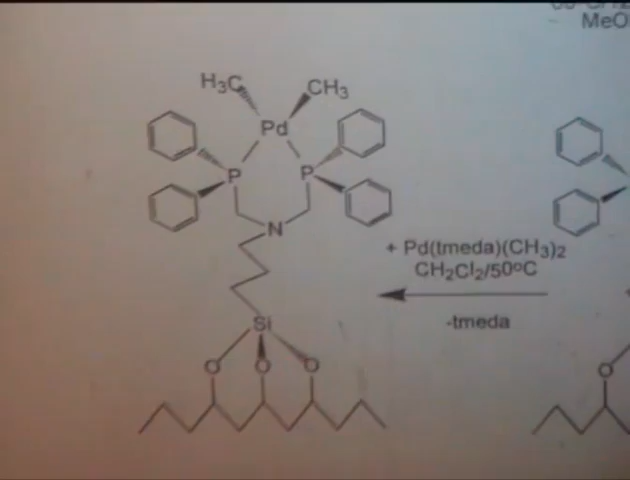 MeO
H₃C
CH₃
Pd
P
P
N
+ Pd(tmeda)(CH₃)₂
CH₂Cl₂/50ºC
-tmeda
Si
O
O
O
O